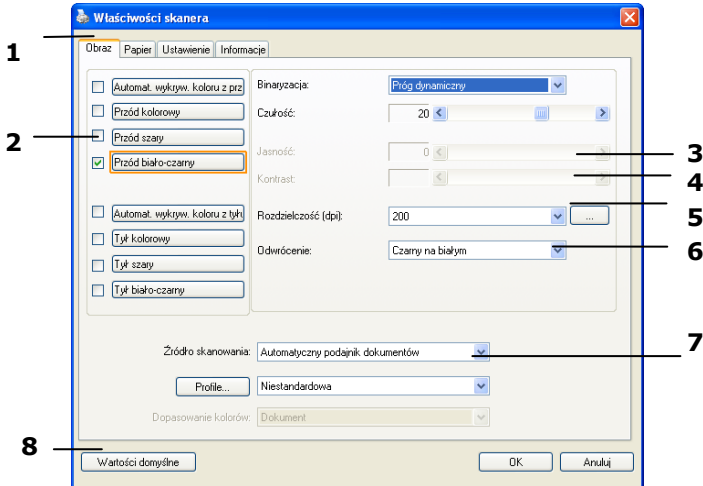 Właściwości skanera
1
Obraz Papier Ustawienie Informacje
Automat. wykryw. koloru z prz
Binaryzacja: Próg dynamiczny
Przód kolorowy
Czułość: 20
2
Przód szary
Jasność: 0
3
Przód biało-czarny
Kontrast:
4
Automat. wykryw. koloru z tyłu
Rozdzielczość (dpi): 200 ...
5
Tył kolorowy
Odwrócenie: Czarny na białym
6
Tył szary
Tył biało-czarny
Źródło skanowania: Automatyczny podajnik dokumentów
7
Profile... Niestandardowa
Dopasowanie kolorów: Dokument
8
Wartości domyślne OK Anuluj